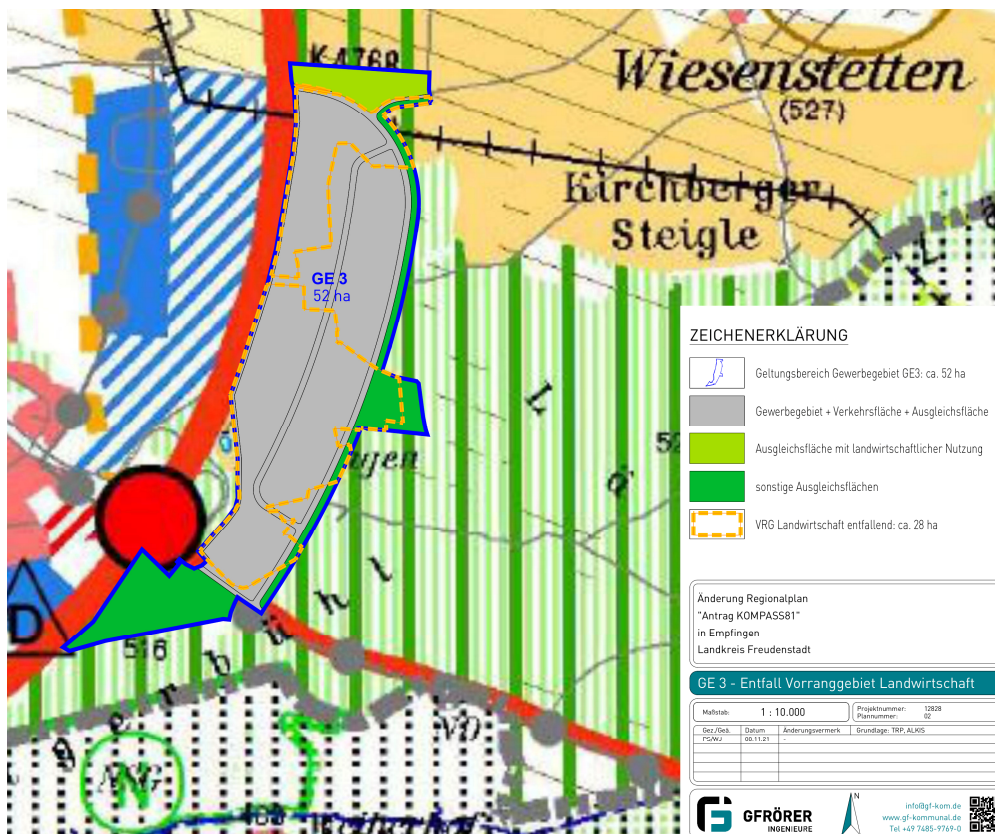 K4768
Wiesenstetten
(527)
Kirchberger
Steigle
GE 3
52 ha
L
ZEICHENERKLÄRUNG
Geltungsbereich Gewerbegebiet GE3: ca. 52 ha
Gewerbegebiet + Verkehrsfläche + Ausgleichsfläche
Ausgleichsfläche mit landwirtschaftlicher Nutzung
sonstige Ausgleichsflächen
VRG Landwirtschaft entfallend: ca. 28 ha
D
516
g e r b ü h l
NSG
N
VD
Änderung Regionalplan
"Antrag KOMPASS81"
in Empfingen
Landkreis Freudenstadt
GE 3 - Entfall Vorranggebiet Landwirtschaft
Maßstab: 1 : 10.000
Projektnummer: 12828
Plannummer: 02
Gez./Geä. Datum Änderungsvermerk Grundlage: TRP, ALKIS
PS/WJ 00.11.21 -
GFRÖRER
INGENIEURE
N
info@gf-kom.de
www.gf-kommunal.de
Tel +49 7485-9769-0